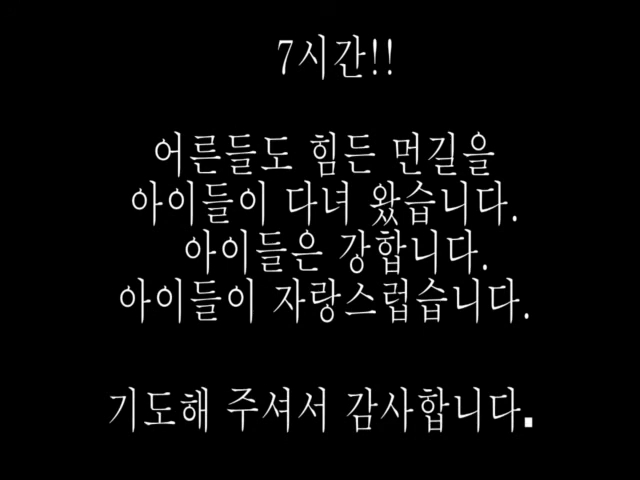 7시간!!
어른들도 힘든 먼길을
아이들이 다녀 왔습니다.
아이들은 강합니다.
아이들이 자랑스럽습니다.
기도해 주셔서 감사합니다.